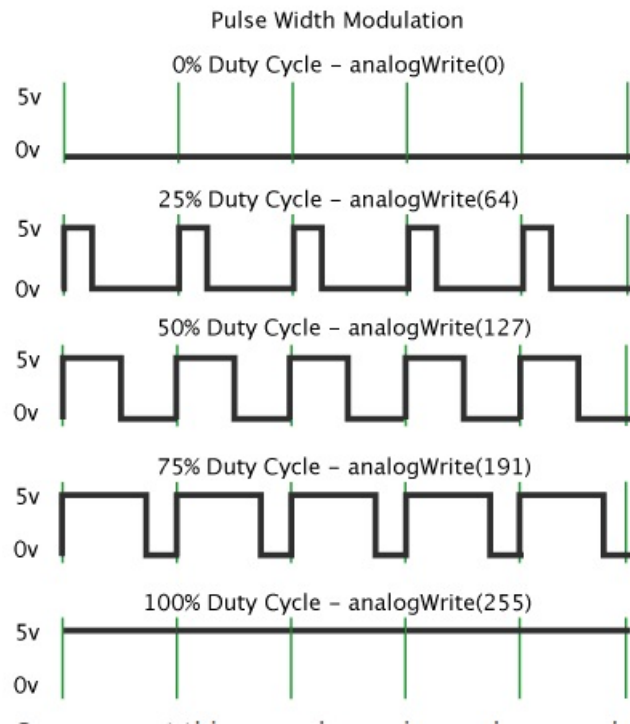 Pulse Width Modulation
0% Duty Cycle – analogWrite(0)
5v
0v
25% Duty Cycle – analogWrite(64)
5v
0v
50% Duty Cycle – analogWrite(127)
5v
0v
75% Duty Cycle – analogWrite(191)
5v
0v
100% Duty Cycle – analogWrite(255)
5v
0v